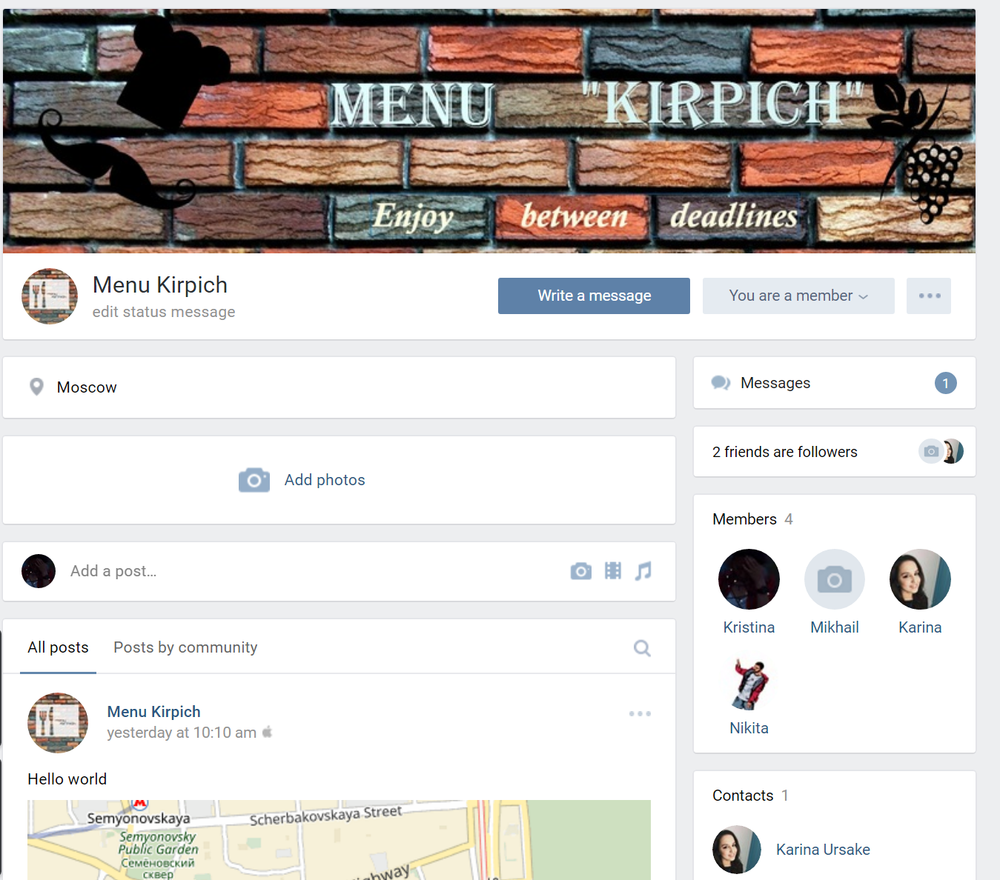 MENU "KIRPICH"
Enjoy between deadlines
Menu Kirpich
edit status message
Write a message
You are a member
Moscow
Messages 1
2 friends are followers
Add photos
Members 4
Add a post...
Kristina Mikhail Karina
All posts Posts by community
Menu Kirpich
yesterday at 10:10 am
Nikita
Hello world
Contacts 1
Karina Ursake
Semyonovskaya
Scherbakovskaya Street
Semyonovsky
Public Garden
Семёновский
сквер